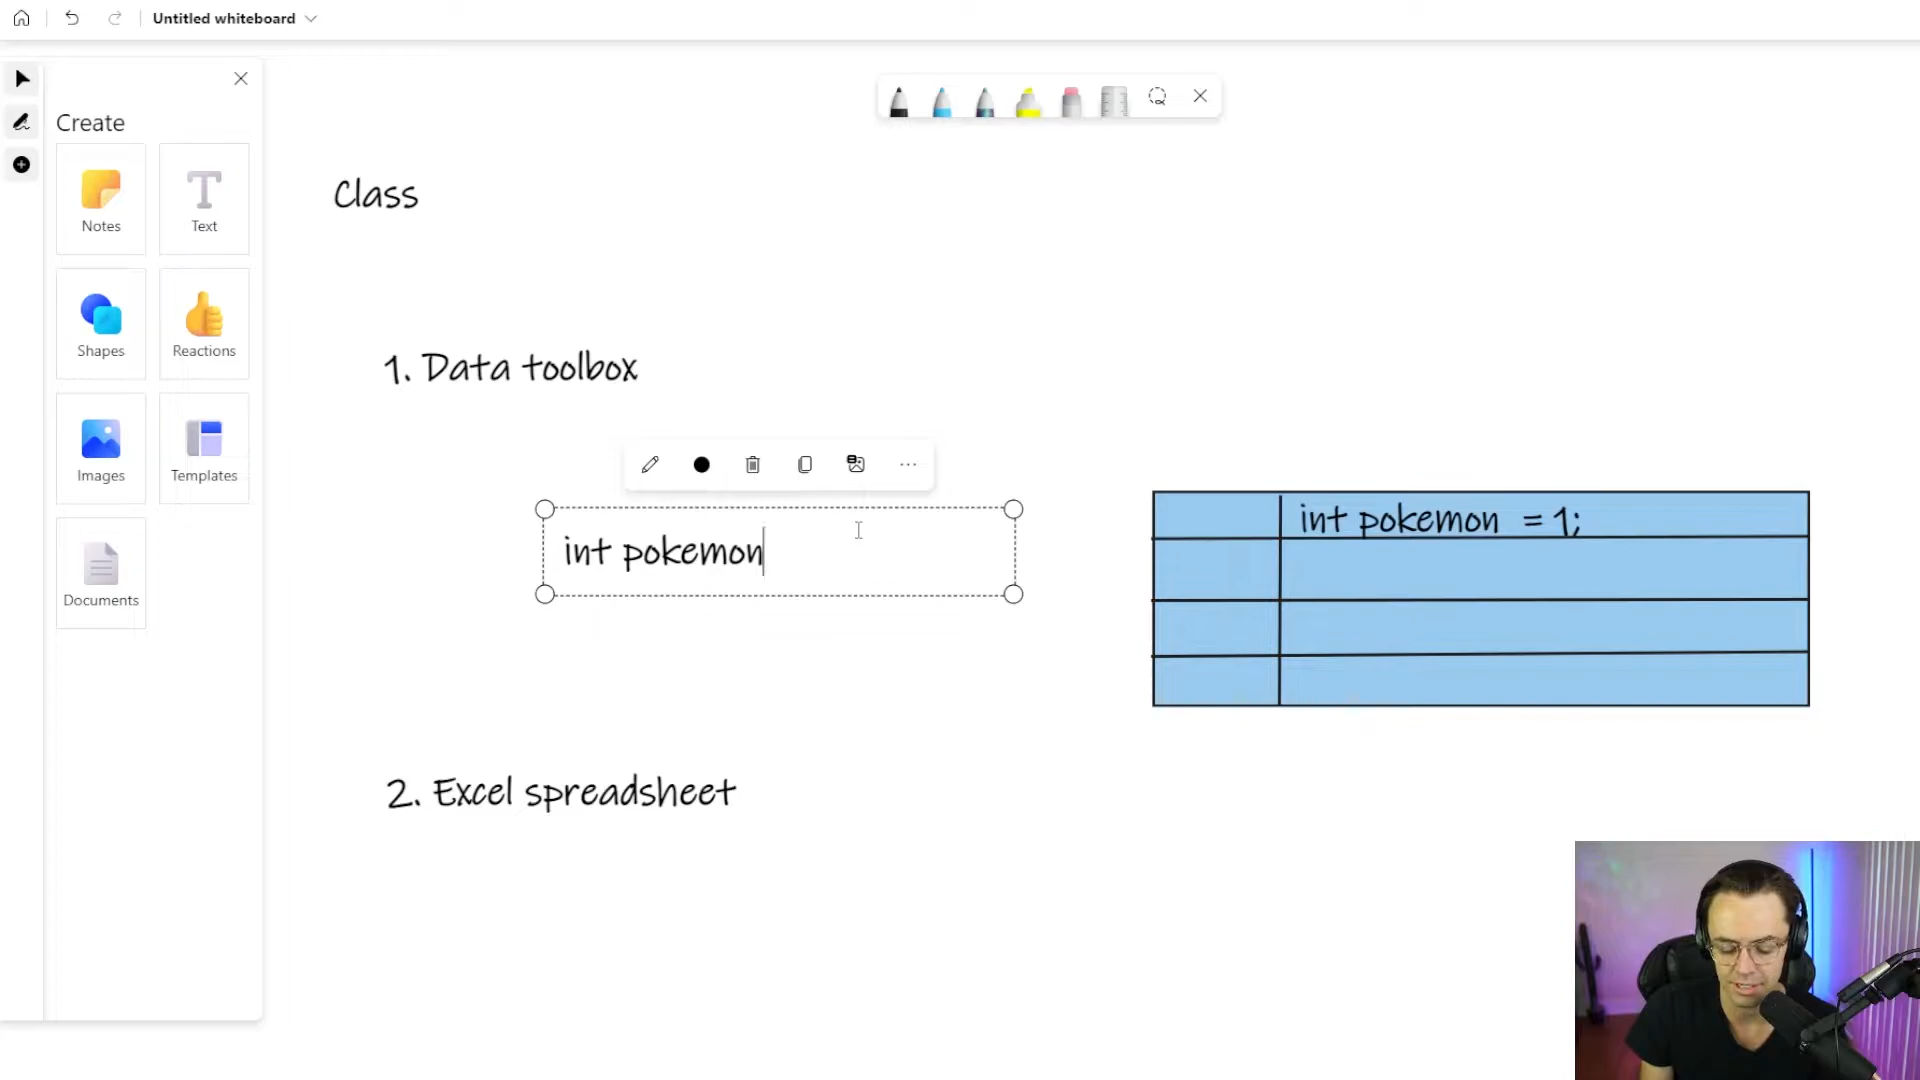 Untitled whiteboard
Create
Notes
Text
Shapes
Reactions
Images
Templates
Documents
Class
1. Data toolbox
int pokemon
int pokemon = 1;
2. Excel spreadsheet